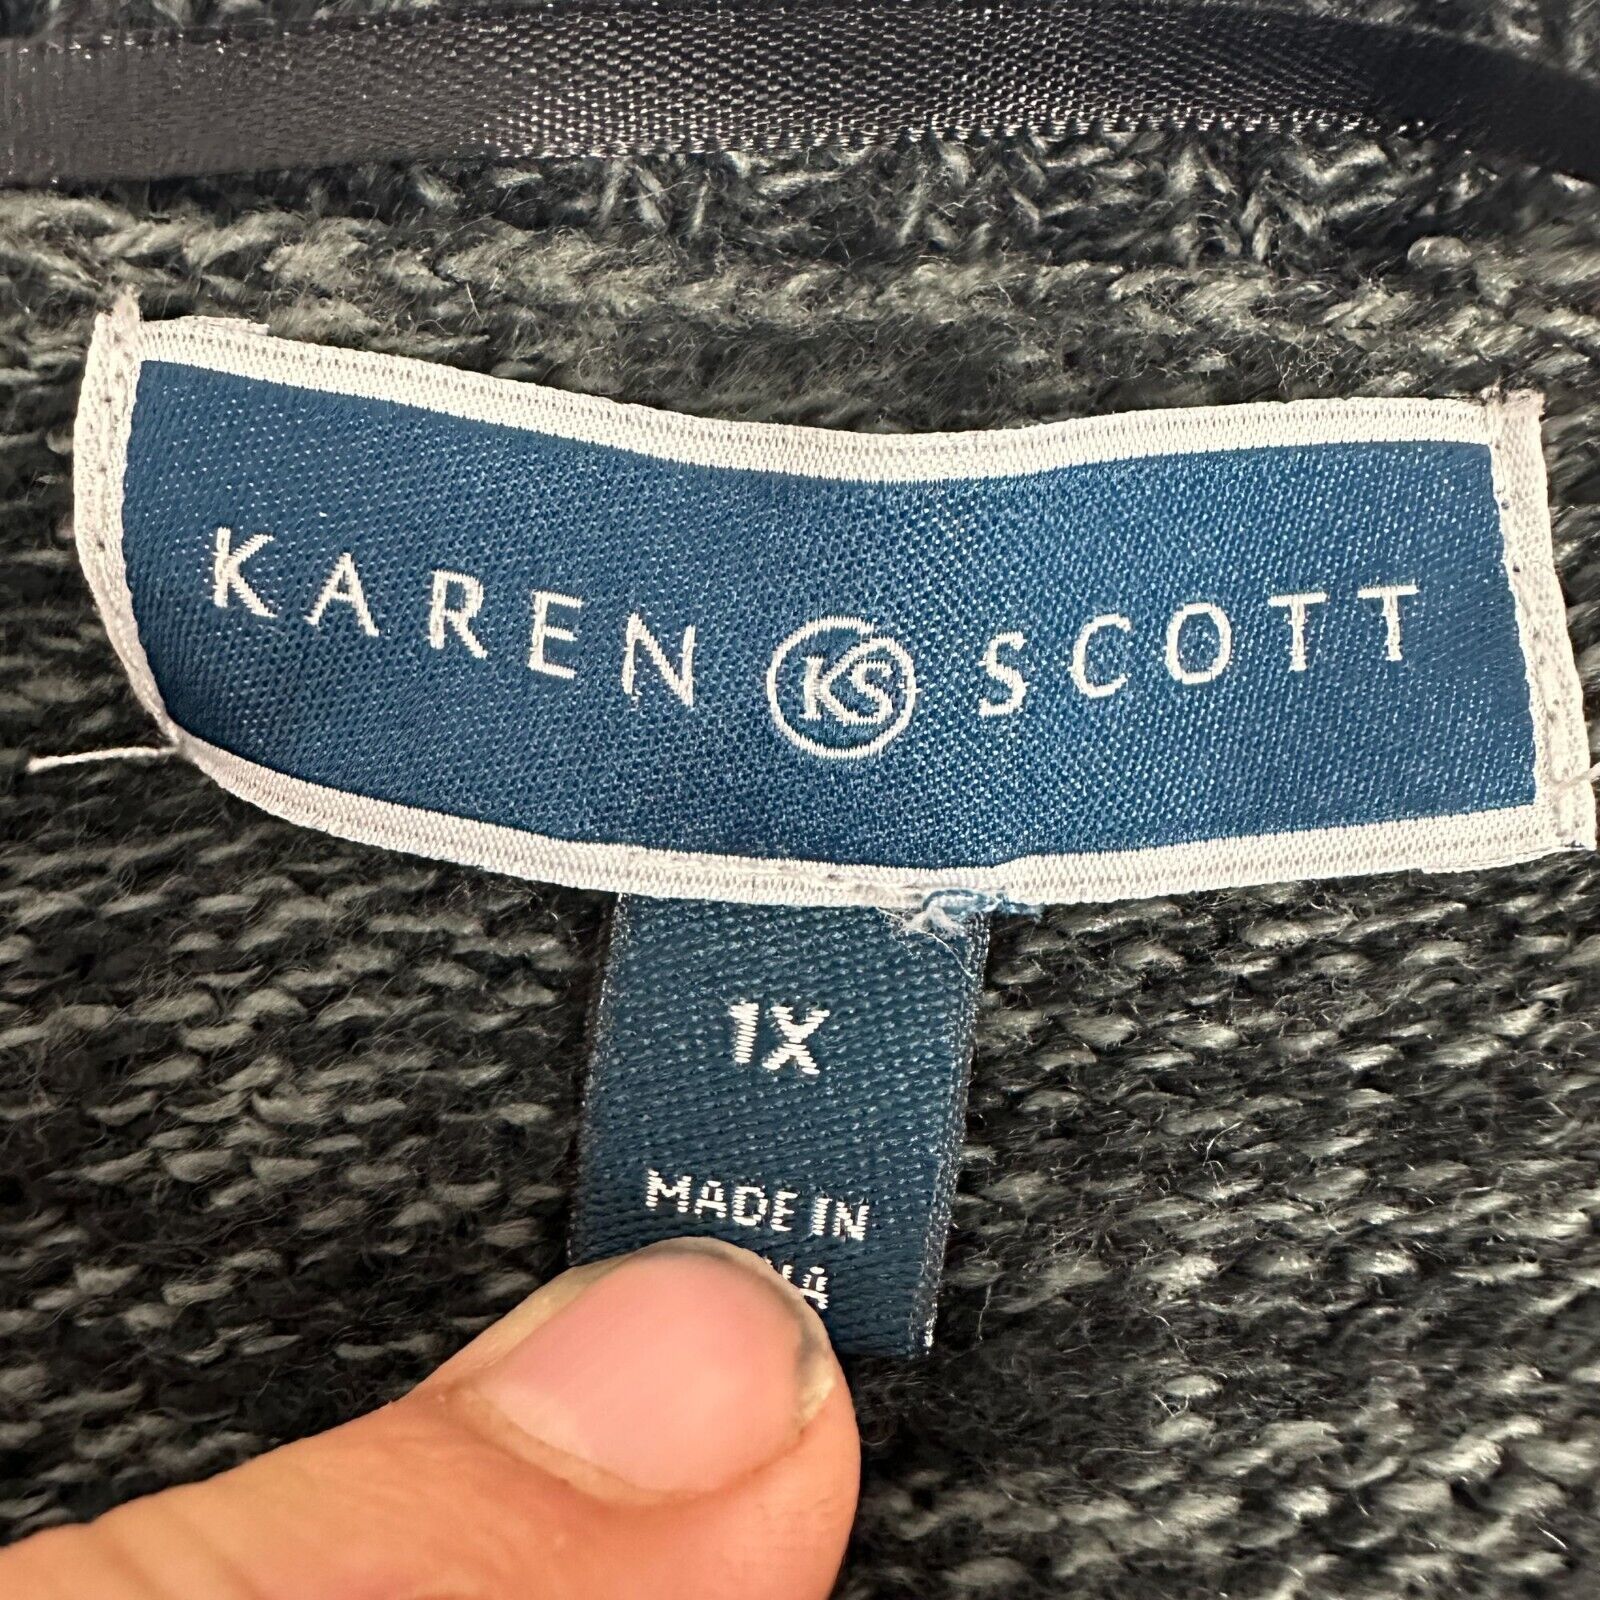 KAREN KS SCOTT
1X
MADE IN